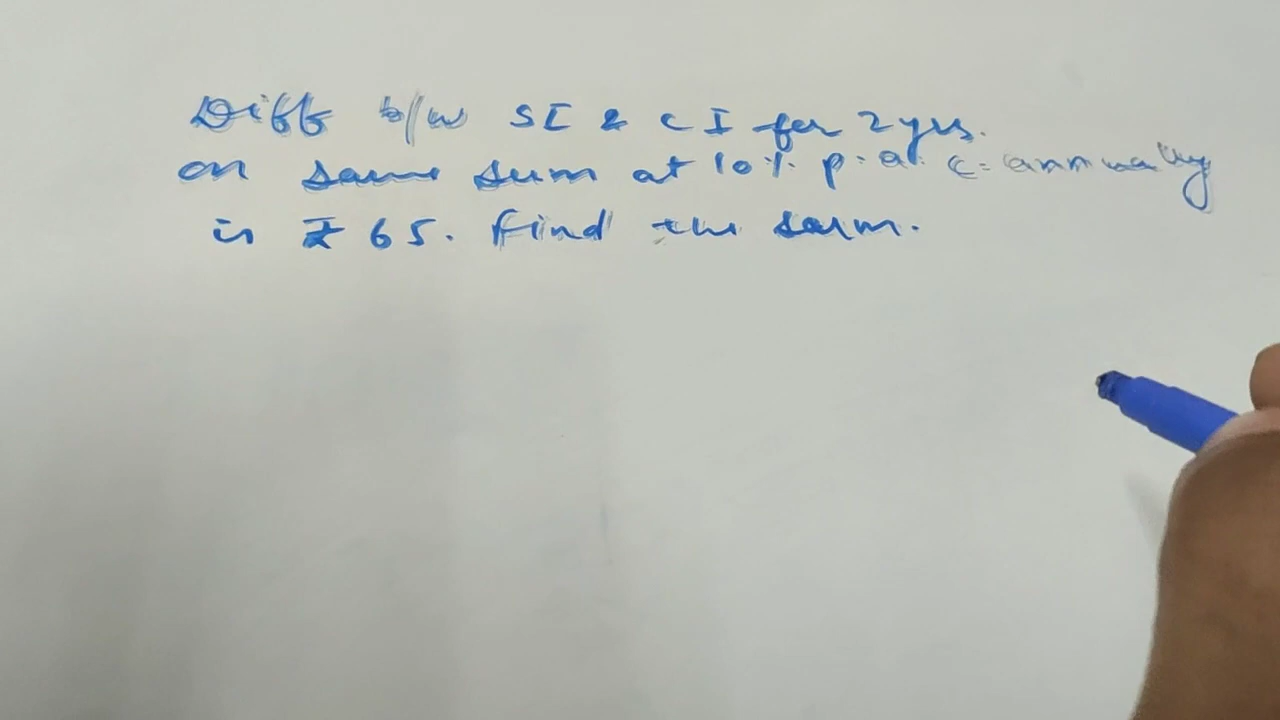 Diff b/w SI & CI for 2 yrs.
on same sum at 10% p.a. c. annually
is ₹ 65. Find the sum.